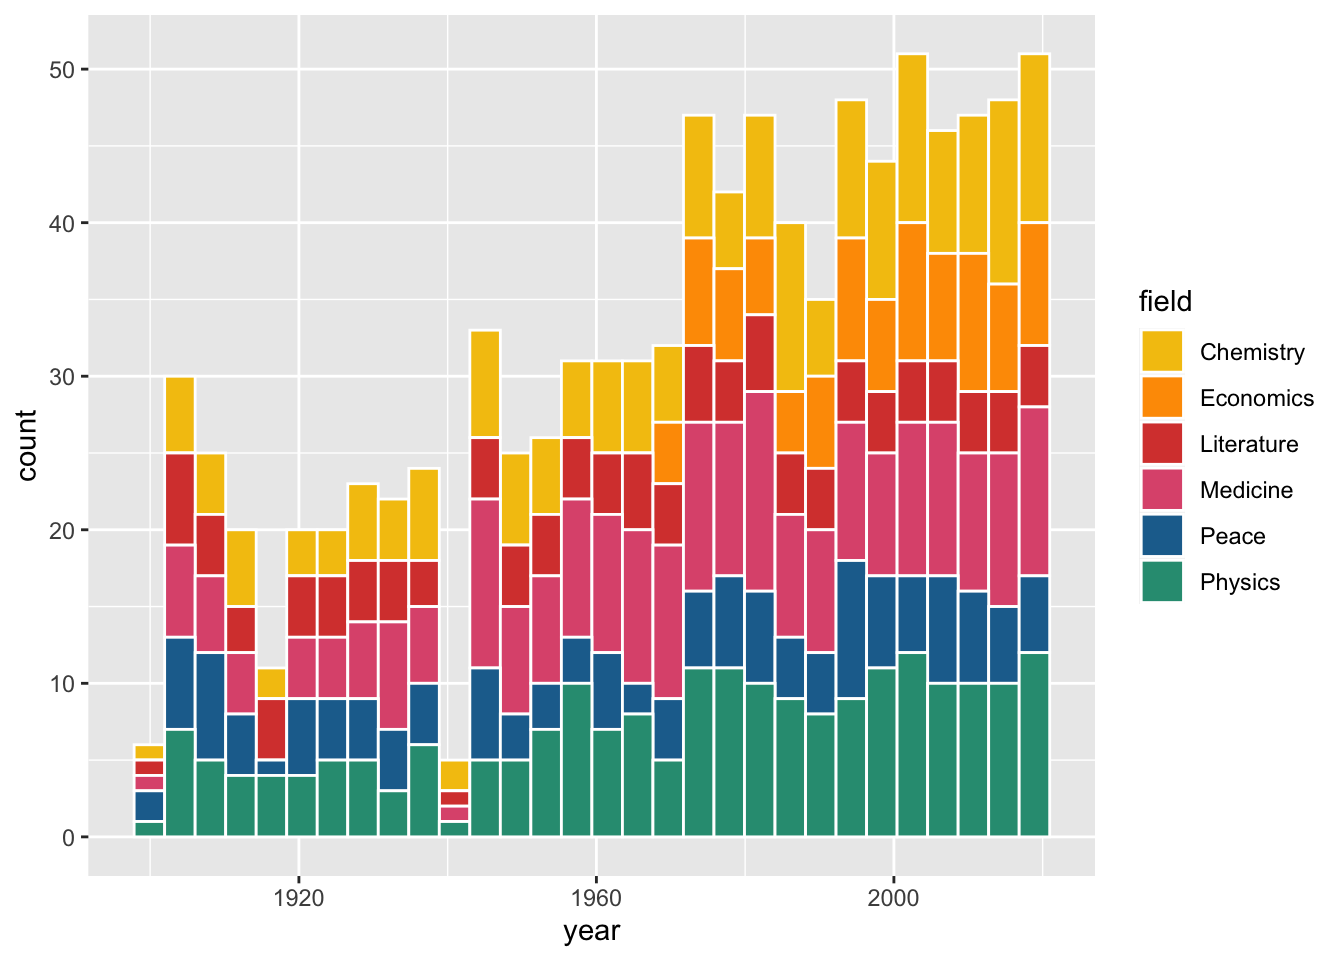 50
40
30
20
10
0
count
1920
1960
2000
year
field
Chemistry
Economics
Literature
Medicine
Peace
Physics